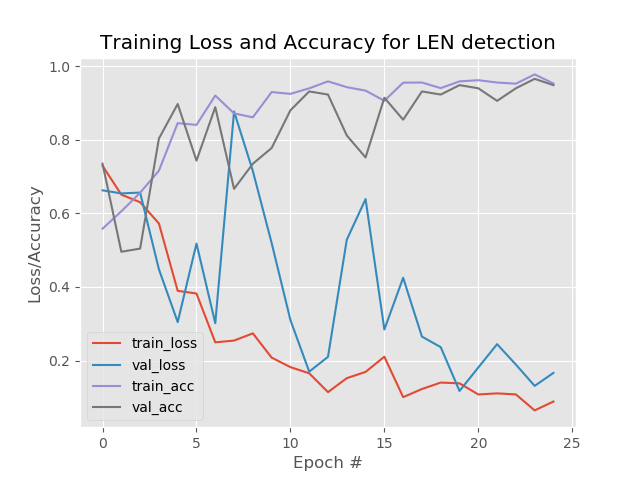 Training Loss and Accuracy for LEN detection
1.0
0.8
0.6
0.4
0.2
Loss/Accuracy
train_loss
val_loss
train_acc
val_acc
0 5 10 15 20 25
Epoch #